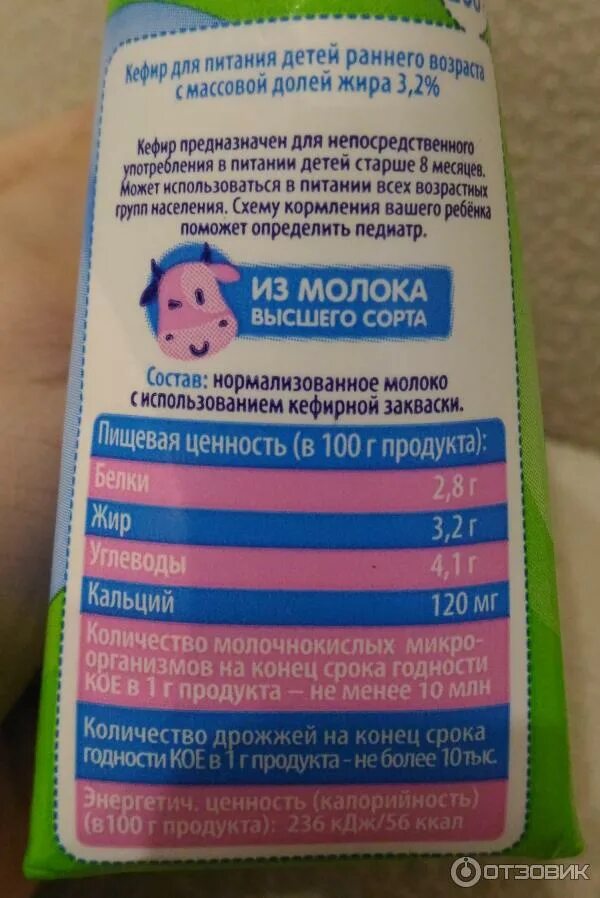 Кефир для питания детей раннего возраста
с массовой долей жира 3,2%
Кефир предназначен для непосредственного
употребления в питании детей старше 8 месяцев.
Может использоваться в питании всех возрастных
групп населения. Схему кормления вашего ребёнка
поможет определить педиатр.
ИЗ МОЛОКА
ВЫСШЕГО СОРТА
Состав: нормализованное молоко
с использованием кефирной закваски.
Пищевая ценность (в 100 г продукта):
Белки 2,8 г
Жир 3,2 г
Углеводы 4,1 г
Кальций 120 мг
Количество молочнокислых микро-
организмов на конец срока годности
КОЕ в 1 г продукта – не менее 10 млн
Количество дрожжей на конец срока
годности КОЕ в 1 г продукта - не более 10 тыс.
Энергетич. ценность (калорийность)
(в 100 г продукта): 236 кДж/56 ккал
ОТЗОВИК